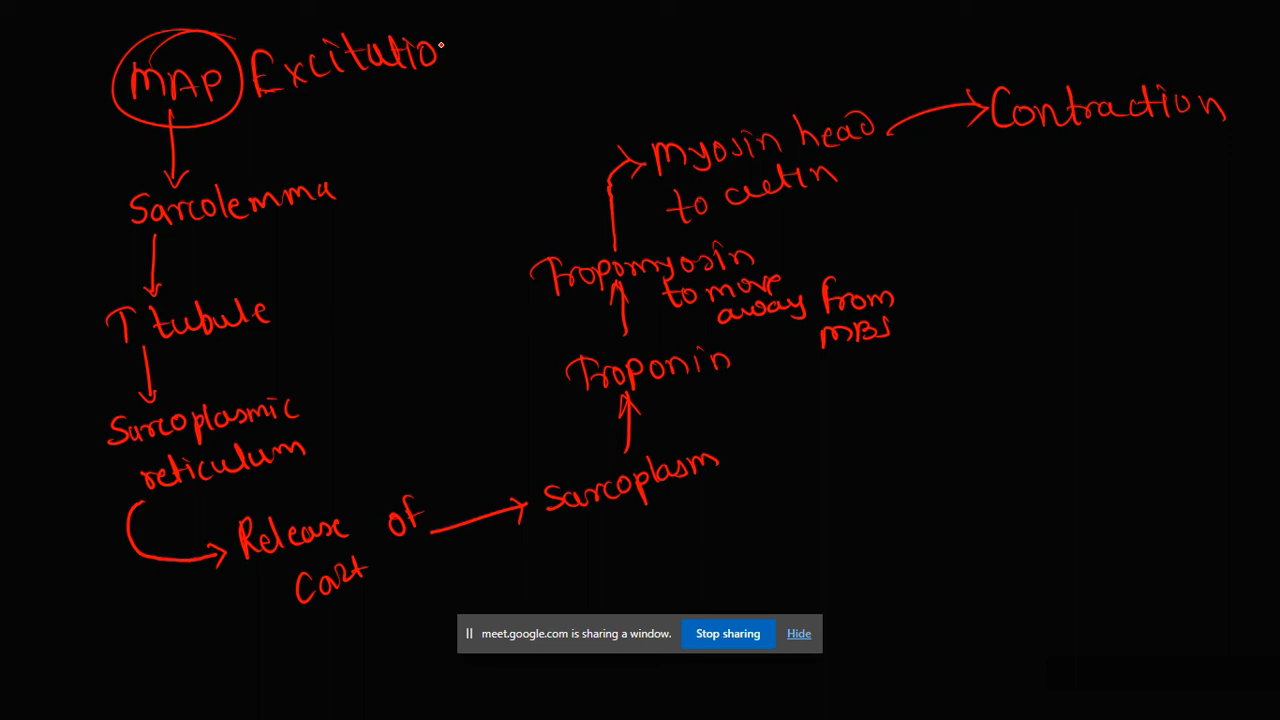 MAP Excitatio
Sarcolemma
T tubule
Sarcoplasmic
reticulum
Release of
Ca2+
Sarcoplasm
Troponin
Tropomyosin
to move
away from
MBS
Myosin head
to actin
Contraction
meet.google.com is sharing a window. Stop sharing Hide